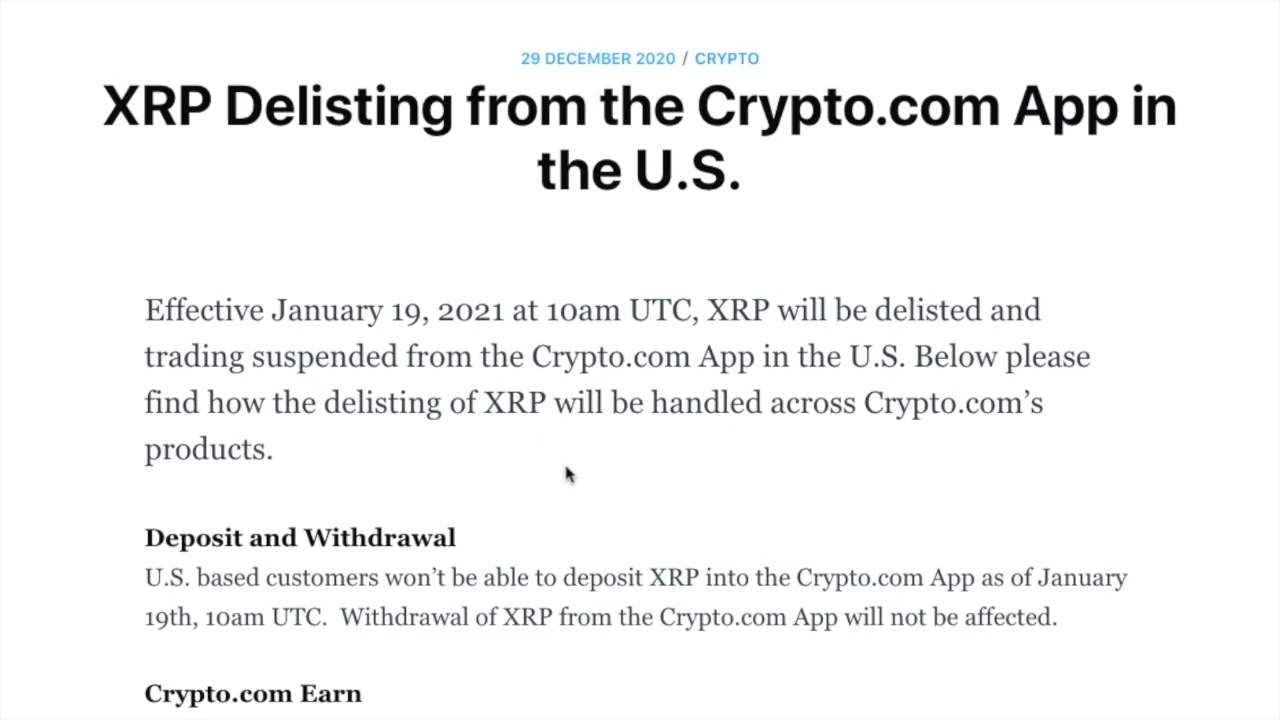 29 DECEMBER 2020 / CRYPTO
XRP Delisting from the Crypto.com App in
the U.S.
Effective January 19, 2021 at 10am UTC, XRP will be delisted and
trading suspended from the Crypto.com App in the U.S. Below please
find how the delisting of XRP will be handled across Crypto.com’s
products.
Deposit and Withdrawal
U.S. based customers won’t be able to deposit XRP into the Crypto.com App as of January
19th, 10am UTC.  Withdrawal of XRP from the Crypto.com App will not be affected.
Crypto.com Earn